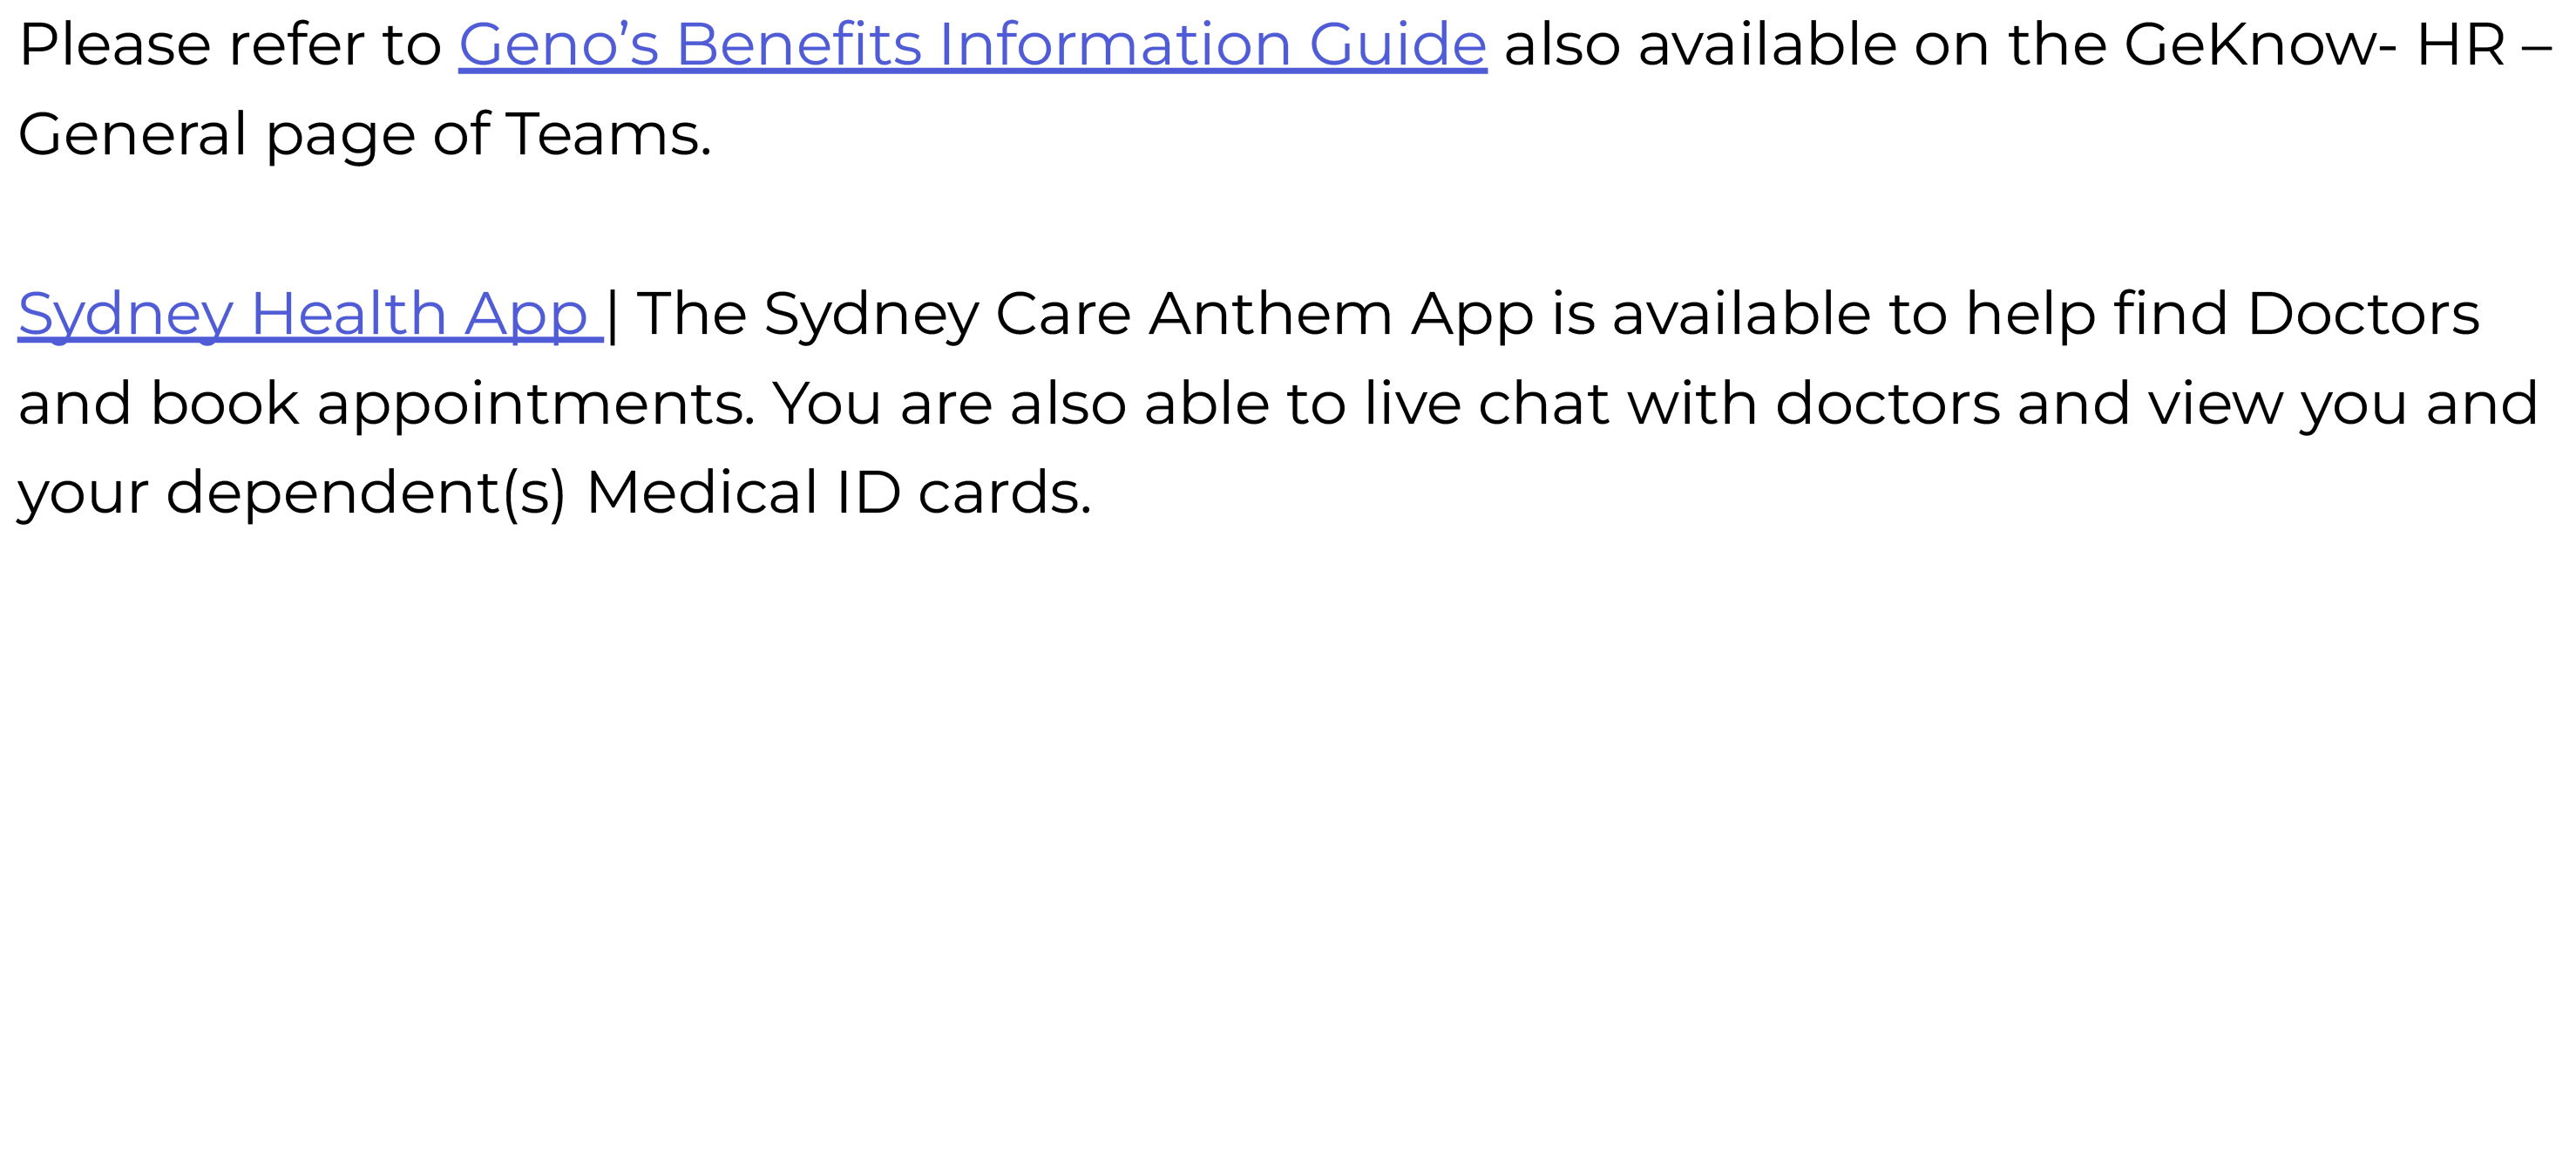 Please refer to Geno’s Benefits Information Guide also available on the GeKnow- HR –
General page of Teams.
Sydney Health App | The Sydney Care Anthem App is available to help find Doctors
and book appointments. You are also able to live chat with doctors and view you and
your dependent(s) Medical ID cards.